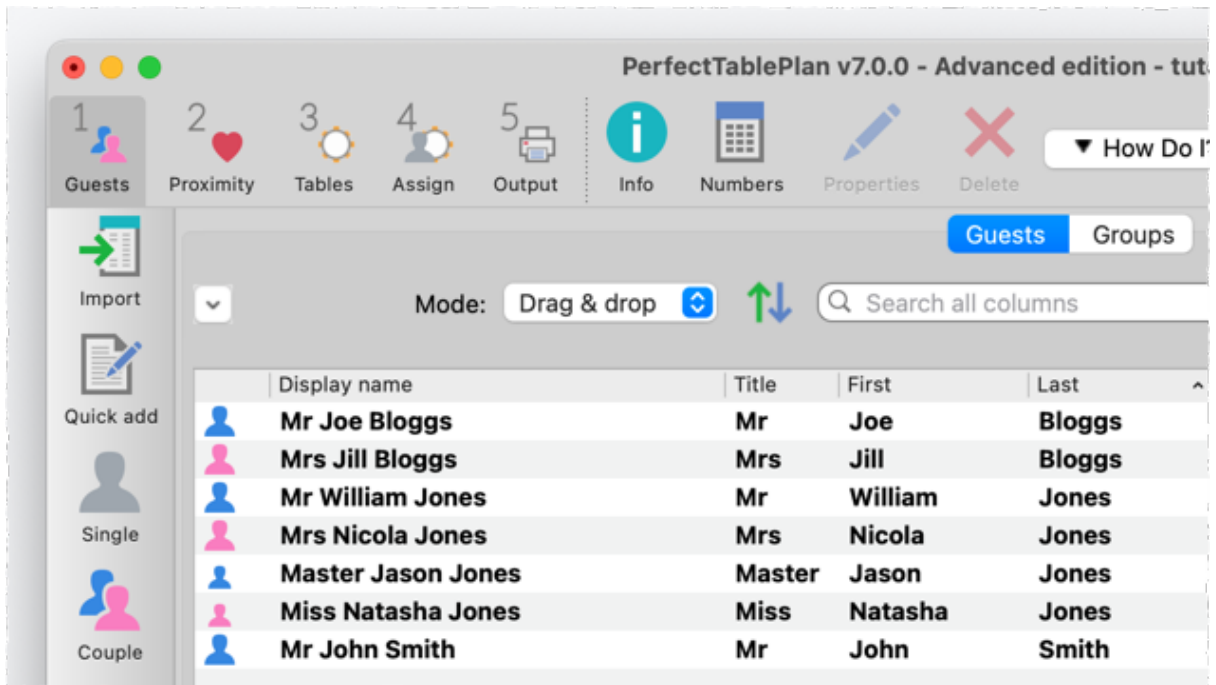 PerfectTablePlan v7.0.0 - Advanced edition - tut
1 2 3 4 5
Guests Proximity Tables Assign Output Info Numbers Properties Delete ▼ How Do I?
Guests Groups
Import
Mode: Drag & drop Search all columns
Display name Title First Last
Quick add
Mr Joe Bloggs Mr Joe Bloggs
Mrs Jill Bloggs Mrs Jill Bloggs
Mr William Jones Mr William Jones
Single
Mrs Nicola Jones Mrs Nicola Jones
Master Jason Jones Master Jason Jones
Miss Natasha Jones Miss Natasha Jones
Couple
Mr John Smith Mr John Smith